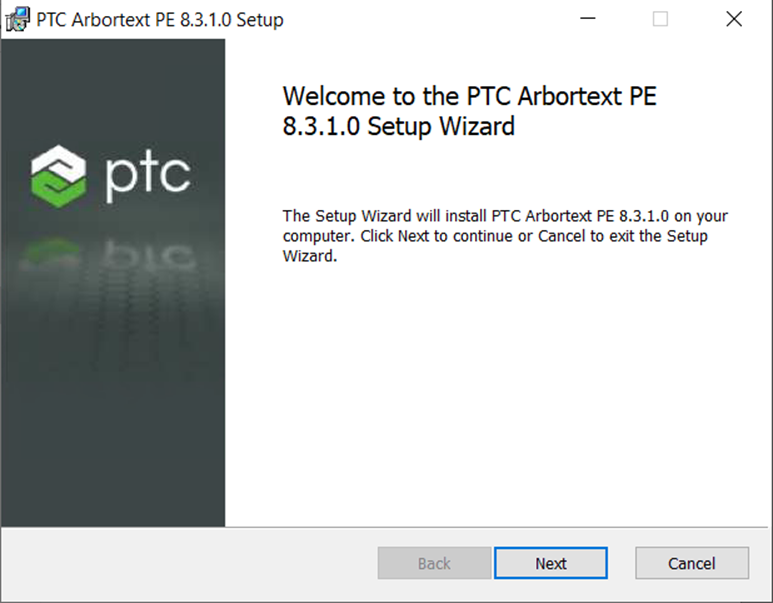 PTC Arbortext PE 8.3.1.0 Setup
ptc
Welcome to the PTC Arbortext PE
8.3.1.0 Setup Wizard
The Setup Wizard will install PTC Arbortext PE 8.3.1.0 on your
computer. Click Next to continue or Cancel to exit the Setup
Wizard.
Back
Next
Cancel